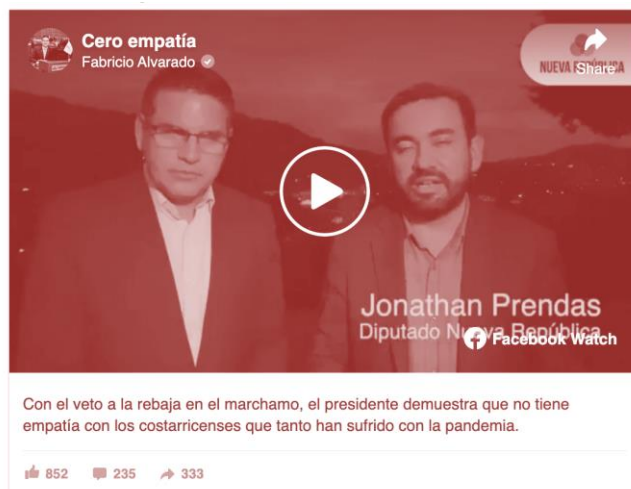 Cero empatía
Fabricio Alvarado
NUEVA REPÚBLICA
Share
Jonathan Prendas
Diputado Nueva República
Facebook Watch
Con el veto a la rebaja en el marchamo, el presidente demuestra que no tiene
empatía con los costarricenses que tanto han sufrido con la pandemia.
852 235 333